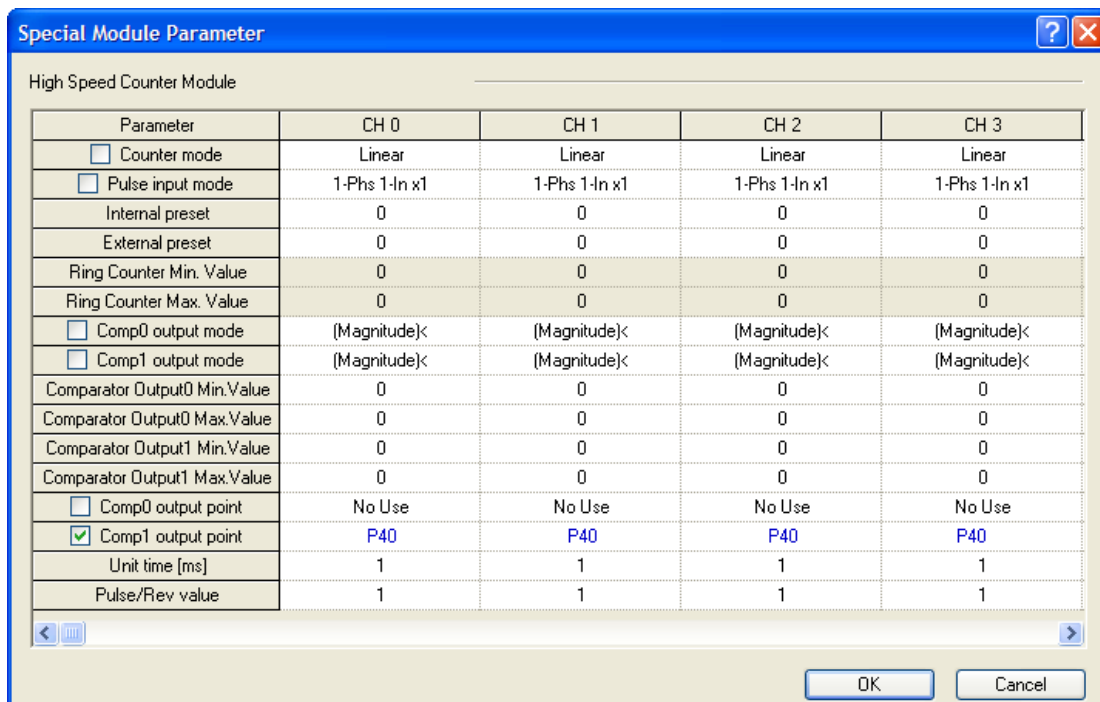 Special Module Parameter
High Speed Counter Module
Parameter CH 0 CH 1 CH 2 CH 3
Counter mode Linear Linear Linear Linear
Pulse input mode 1-Phs 1-In x1 1-Phs 1-In x1 1-Phs 1-In x1 1-Phs 1-In x1
Internal preset 0 0 0 0
External preset 0 0 0 0
Ring Counter Min. Value 0 0 0 0
Ring Counter Max. Value 0 0 0 0
Comp0 output mode (Magnitude)< (Magnitude)< (Magnitude)< (Magnitude)<
Comp1 output mode (Magnitude)< (Magnitude)< (Magnitude)< (Magnitude)<
Comparator Output0 Min.Value 0 0 0 0
Comparator Output0 Max.Value 0 0 0 0
Comparator Output1 Min.Value 0 0 0 0
Comparator Output1 Max.Value 0 0 0 0
Comp0 output point No Use No Use No Use No Use
Comp1 output point P40 P40 P40 P40
Unit time [ms] 1 1 1 1
Pulse/Rev value 1 1 1 1
OK Cancel